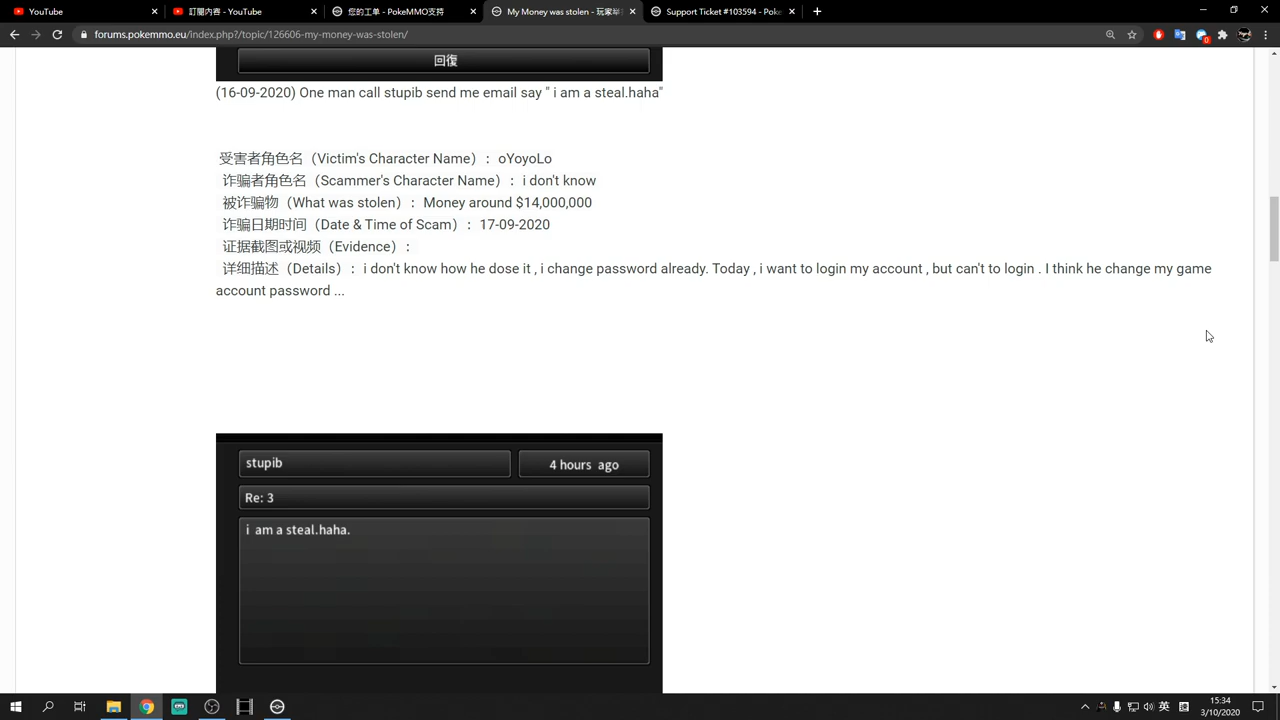 YouTube
訂閱內容 - YouTube
您的工单 - PokeMMO支持
My Money was stolen - 玩家举
Support Ticket #103594 - Poke
forums.pokemmo.eu/index.php?/topic/126606-my-money-was-stolen/
回復
(16-09-2020) One man call stupib send me email say " i am a steal.haha"
受害者角色名（Victim's Character Name）： oYoyoLo
诈骗者角色名（Scammer's Character Name）： i don't know
被诈骗物（What was stolen）： Money around $14,000,000
诈骗日期时间（Date & Time of Scam）： 17-09-2020
证据截图或视频（Evidence）：
详细描述（Details）： i don't know how he dose it , i change password already. Today , i want to login my account , but can't to login . I think he change my game
account password ...
stupib
4 hours ago
Re: 3
i am a steal.haha.
英
15:34
3/10/2020